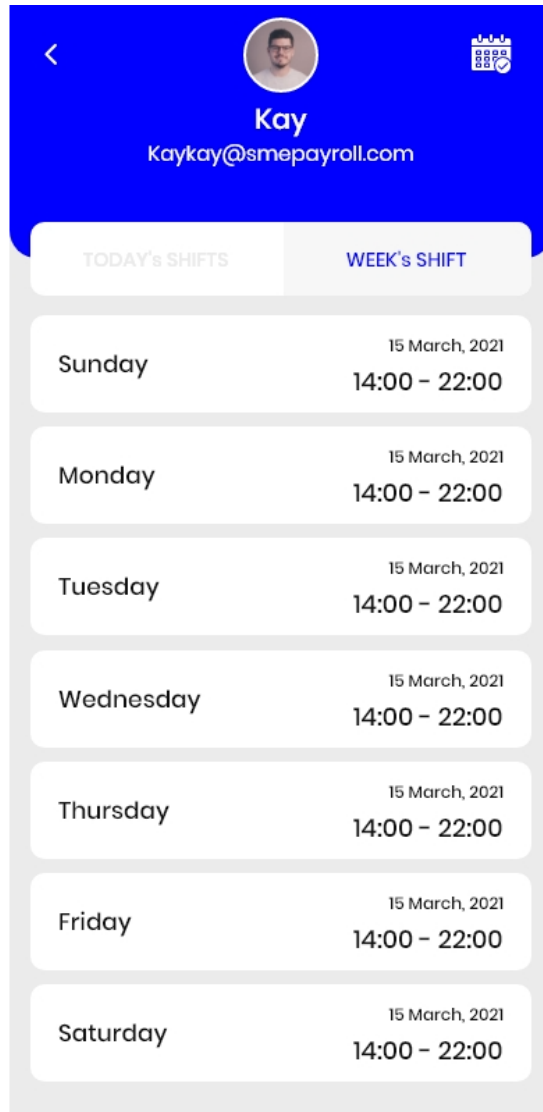 Kay
Kaykay@smepayroll.com
TODAY's SHIFTS WEEK's SHIFT
Sunday
15 March, 2021
14:00 - 22:00
Monday
15 March, 2021
14:00 - 22:00
Tuesday
15 March, 2021
14:00 - 22:00
Wednesday
15 March, 2021
14:00 - 22:00
Thursday
15 March, 2021
14:00 - 22:00
Friday
15 March, 2021
14:00 - 22:00
Saturday
15 March, 2021
14:00 - 22:00